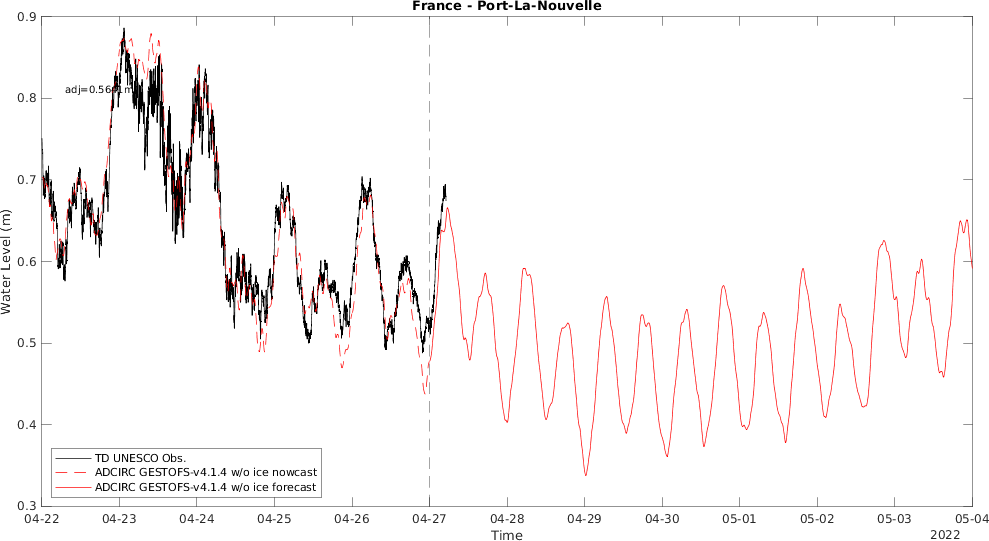 France - Port-La-Nouvelle
0.9
0.8
0.7
0.6
0.5
0.4
0.3
Water Level (m)
TD UNESCO Obs.
ADCIRC GESTOFS-v4.1.4 w/o ice nowcast
ADCIRC GESTOFS-v4.1.4 w/o ice forecast
04-22 04-23 04-24 04-25 04-26 04-27 04-28 04-29 04-30 05-01 05-02 05-03 05-04
Time
2022